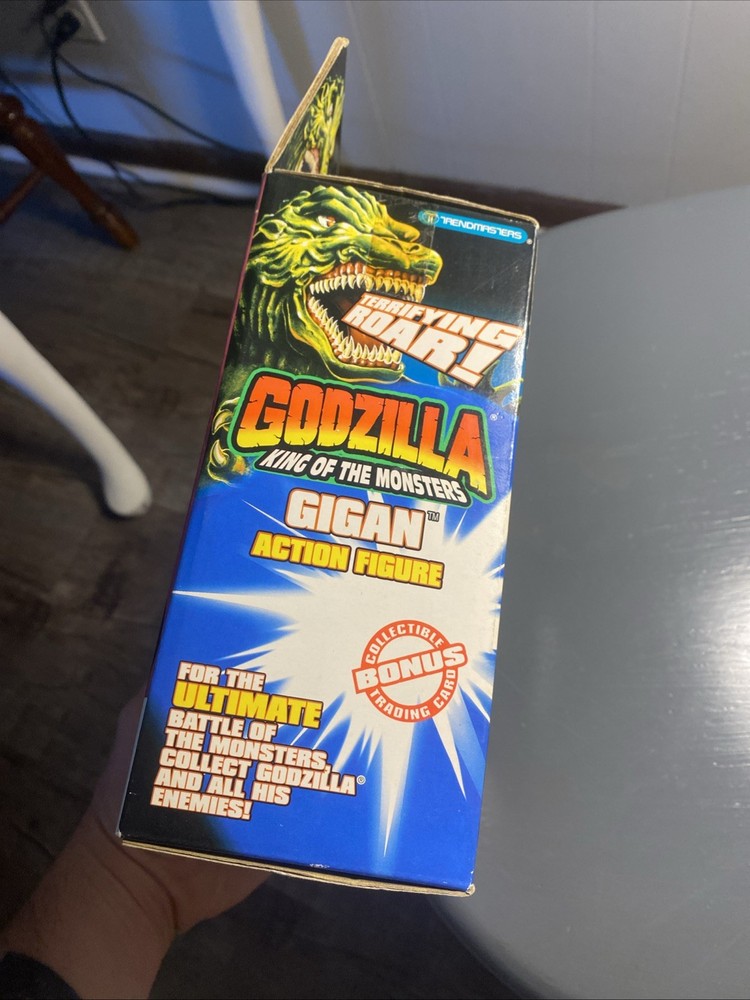 TRENDMASTERS
TERRIFYING
ROAR!
GODZILLA®
KING OF THE MONSTERS
GIGAN™
ACTION FIGURE
COLLECTIBLE
BONUS
TRADING CARD
FOR THE
ULTIMATE
BATTLE OF
THE MONSTERS,
COLLECT GODZILLA®
AND ALL HIS
ENEMIES!